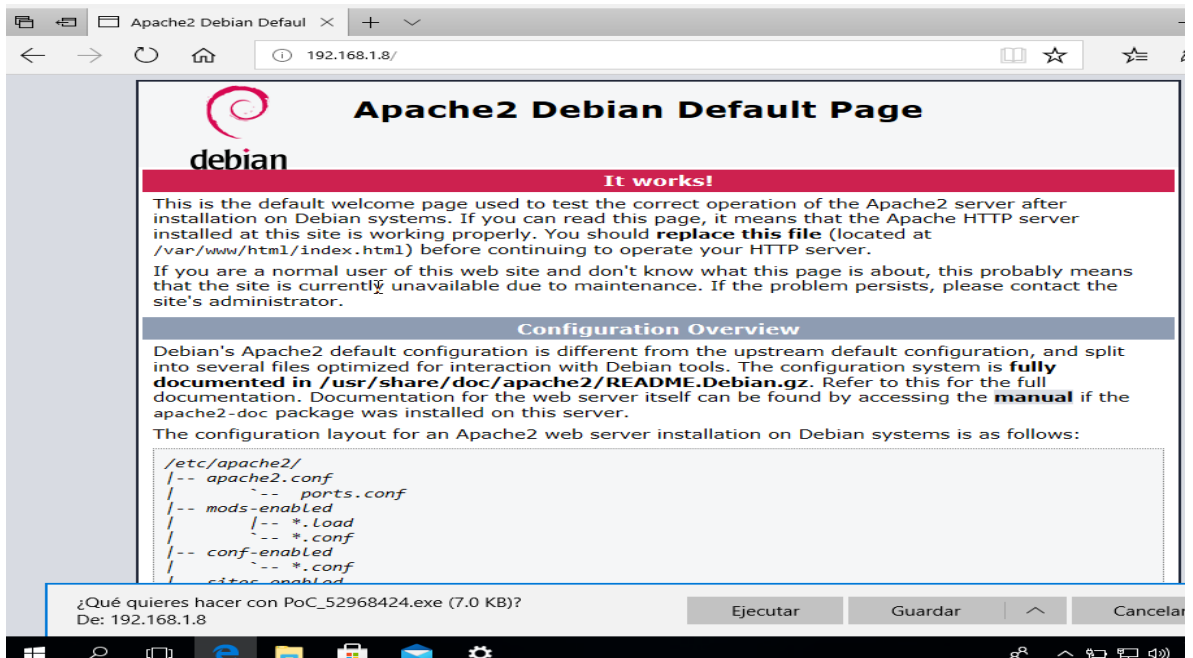 Apache2 Debian Defaul
192.168.1.8/
debian
Apache2 Debian Default Page
It works!
This is the default welcome page used to test the correct operation of the Apache2 server after
installation on Debian systems. If you can read this page, it means that the Apache HTTP server
installed at this site is working properly. You should replace this file (located at
/var/www/html/index.html) before continuing to operate your HTTP server.
If you are a normal user of this web site and don't know what this page is about, this probably means
that the site is currently unavailable due to maintenance. If the problem persists, please contact the
site's administrator.
Configuration Overview
Debian's Apache2 default configuration is different from the upstream default configuration, and split
into several files optimized for interaction with Debian tools. The configuration system is fully
documented in /usr/share/doc/apache2/README.Debian.gz. Refer to this for the full
documentation. Documentation for the web server itself can be found by accessing the manual if the
apache2-doc package was installed on this server.
The configuration layout for an Apache2 web server installation on Debian systems is as follows:
/etc/apache2/
|-- apache2.conf
|       `--  ports.conf
|-- mods-enabled
|       |-- *.load
|       `-- *.conf
|-- conf-enabled
|       `-- *.conf
|-- sites-enabled
¿Qué quieres hacer con PoC_52968424.exe (7.0 KB)?
De: 192.168.1.8
Ejecutar
Guardar
Cancelar